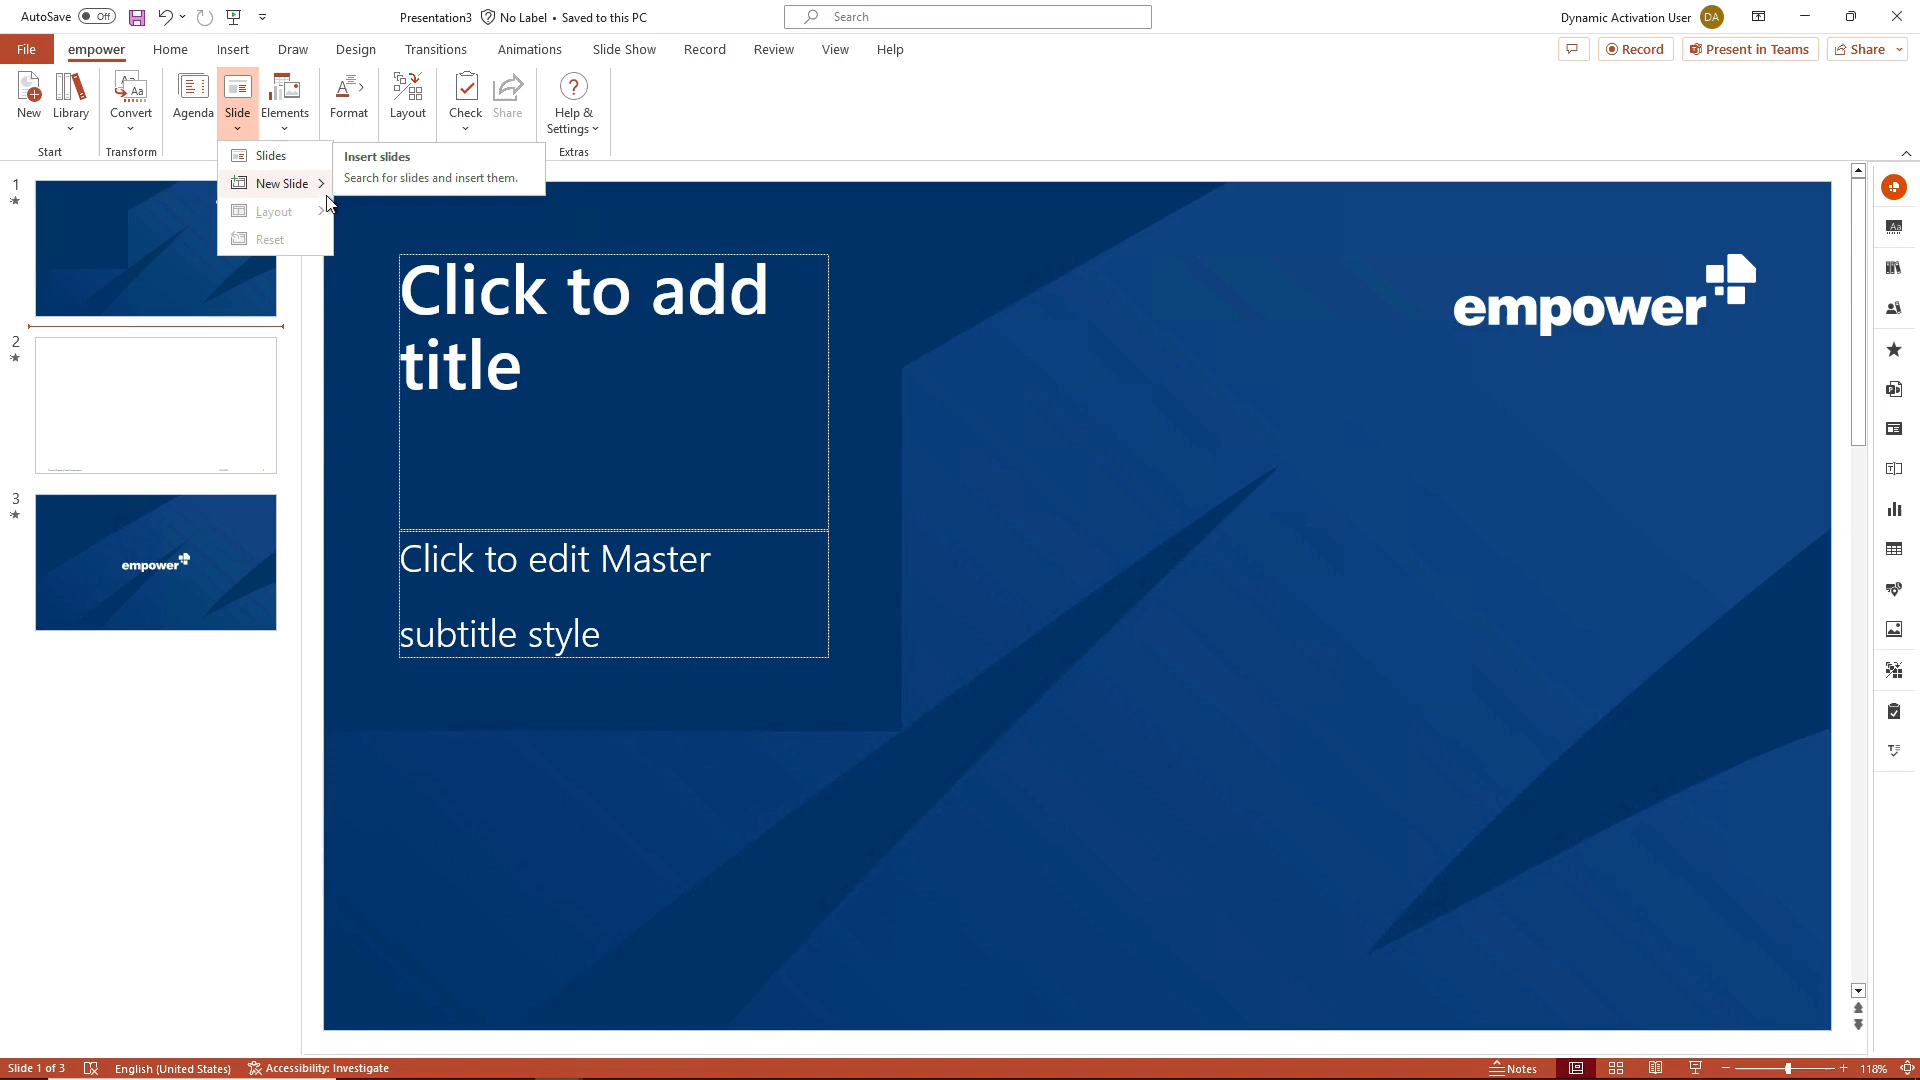 AutoSave Off
Presentation3 No Label • Saved to this PC
Search
Dynamic Activation User DA
File empower Home Insert Draw Design Transitions Animations Slide Show Record Review View Help
Record Present in Teams Share
New Library Convert Agenda Slide Elements Format Layout Check Share Help & Settings
Start Transform Extras
Slides
New Slide
Layout
Reset
Insert slides
Search for slides and insert them.
1
2
3
empower
Click to add
title
Click to edit Master
subtitle style
empower
Slide 1 of 3 English (United States) Accessibility: Investigate Notes 118%